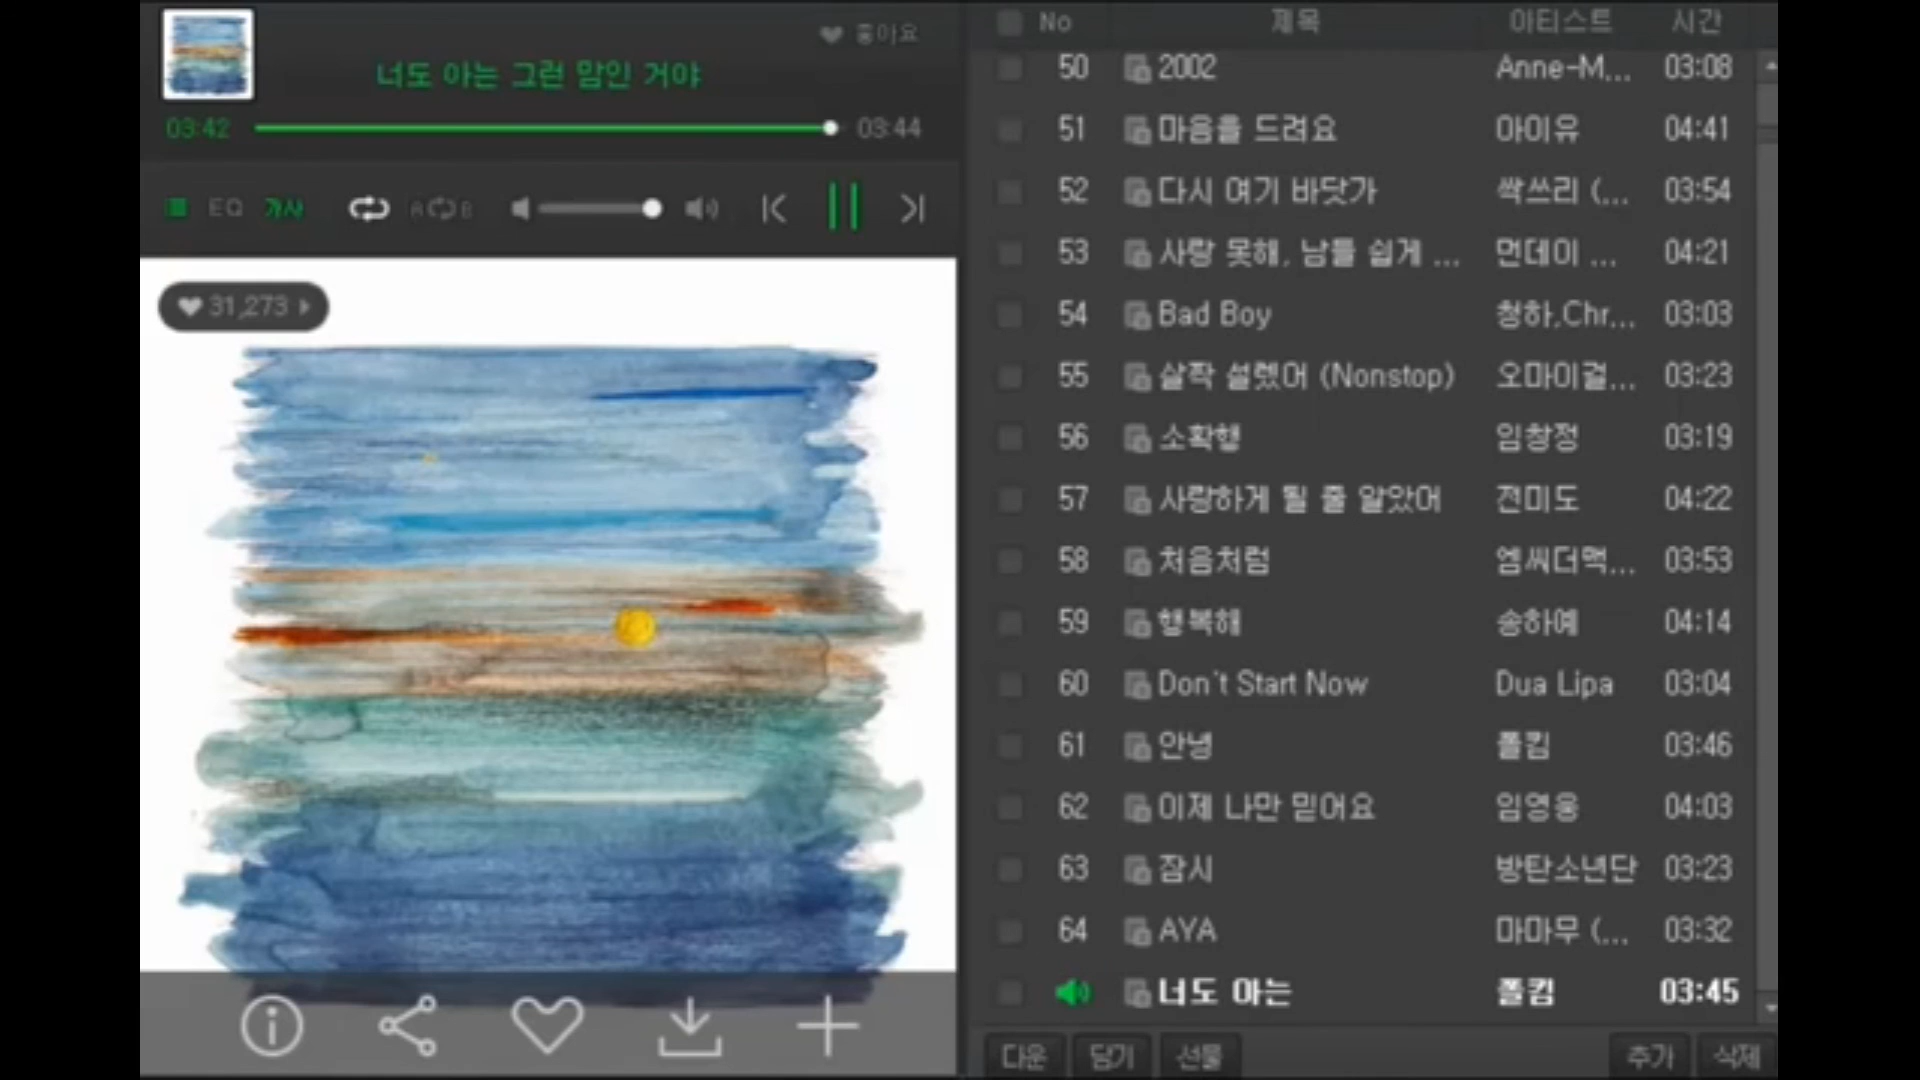 좋아요
너도 아는 그런 맘인 거야
03:42 03:44
EQ 가사 A B
31,273
No 제목 아티스트 시간
50 2002 Anne-M... 03:08
51 마음을 드려요 아이유 04:41
52 다시 여기 바닷가 싹쓰리 (... 03:54
53 사랑 못해, 남들 쉽게 ... 먼데이 ... 04:21
54 Bad Boy 청하,Chr... 03:03
55 살짝 설렜어 (Nonstop) 오마이걸... 03:23
56 소확행 임창정 03:19
57 사랑하게 될 줄 알았어 전미도 04:22
58 처음처럼 엠씨더맥... 03:53
59 행복해 송하예 04:14
60 Don't Start Now Dua Lipa 03:04
61 안녕 폴킴 03:46
62 이제 나만 믿어요 임영웅 04:03
63 잠시 방탄소년단 03:23
64 AYA 마마무 (... 03:32
너도 아는 폴킴 03:45
다운 담기 선물 추가 삭제